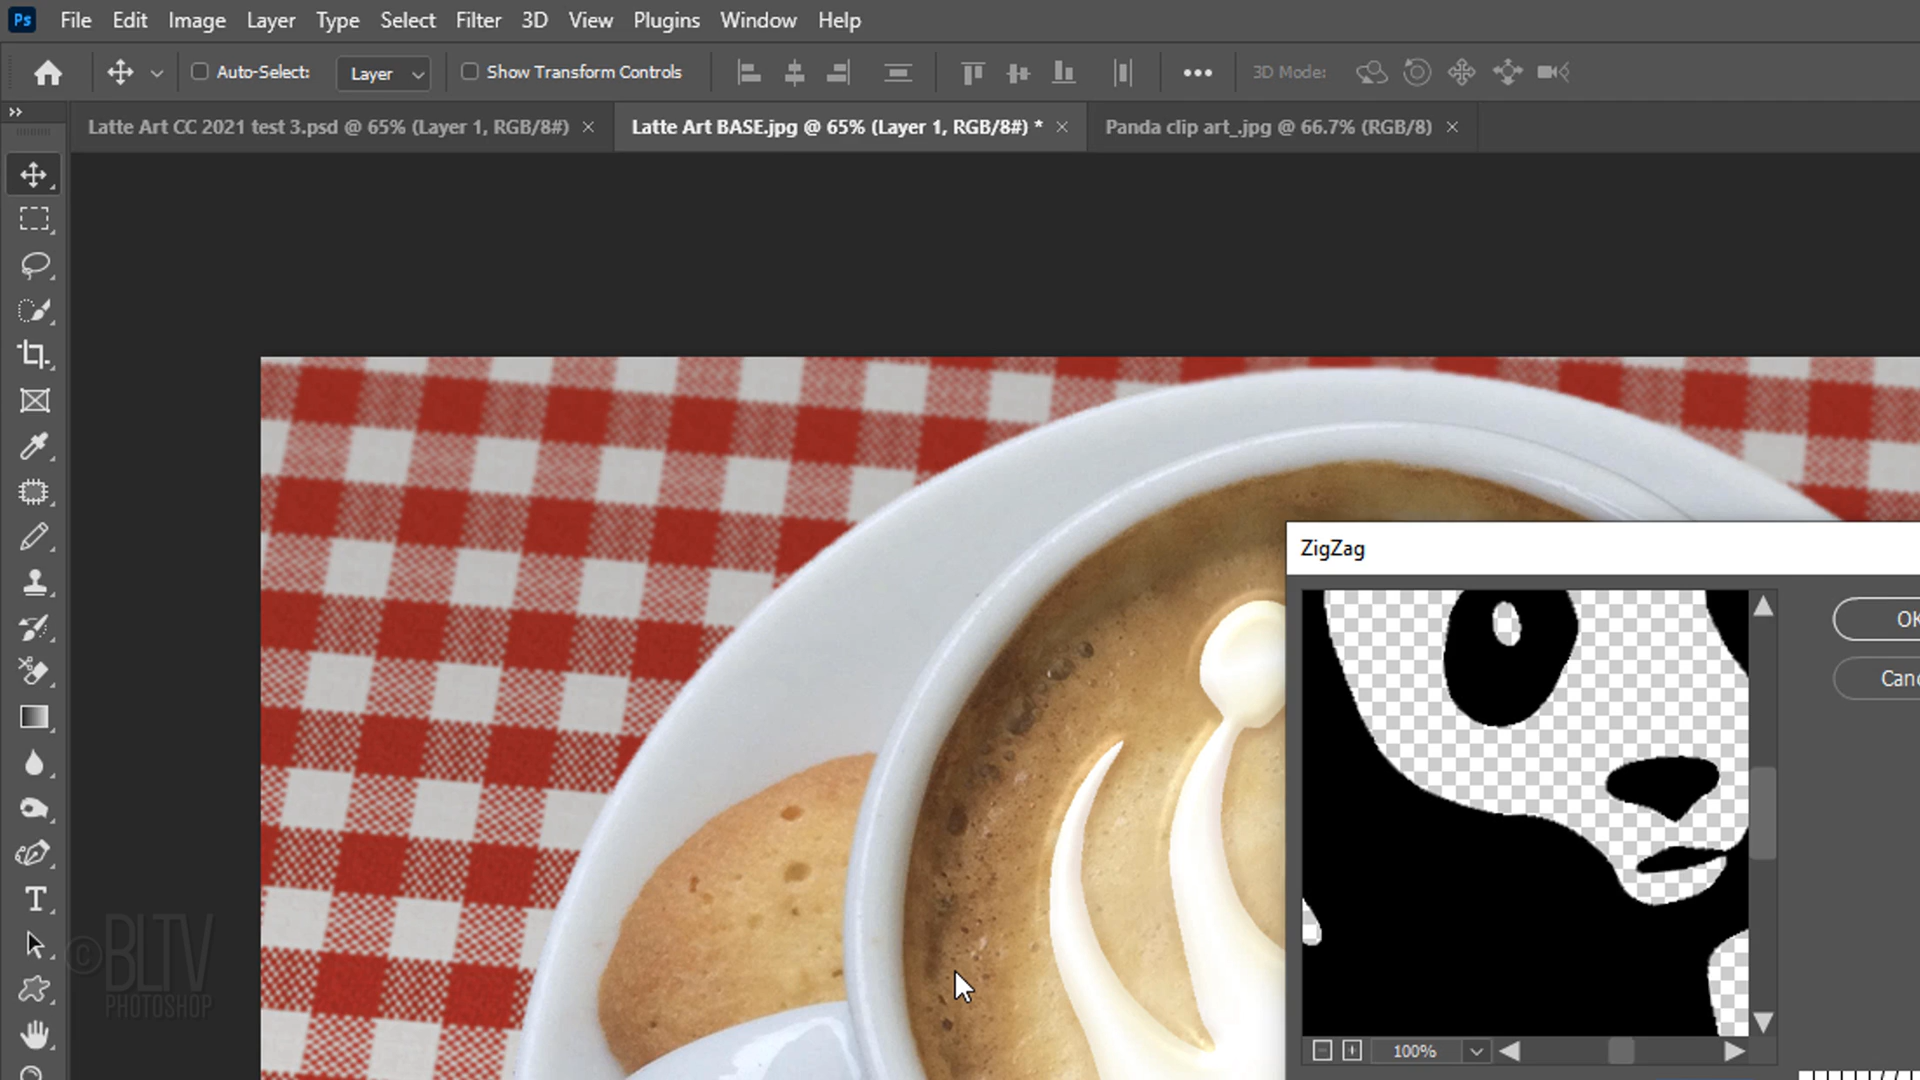 Ps File Edit Image Layer Type Select Filter 3D View Plugins Window Help
Auto-Select: Layer Show Transform Controls 3D Mode:
Latte Art CC 2021 test 3.psd @ 65% (Layer 1, RGB/8#) × Latte Art BASE.jpg @ 65% (Layer 1, RGB/8#) * × Panda clip art_.jpg @ 66.7% (RGB/8) ×
ZigZag
OK
Canc
T
©BLTV
PHOTOSHOP
100%